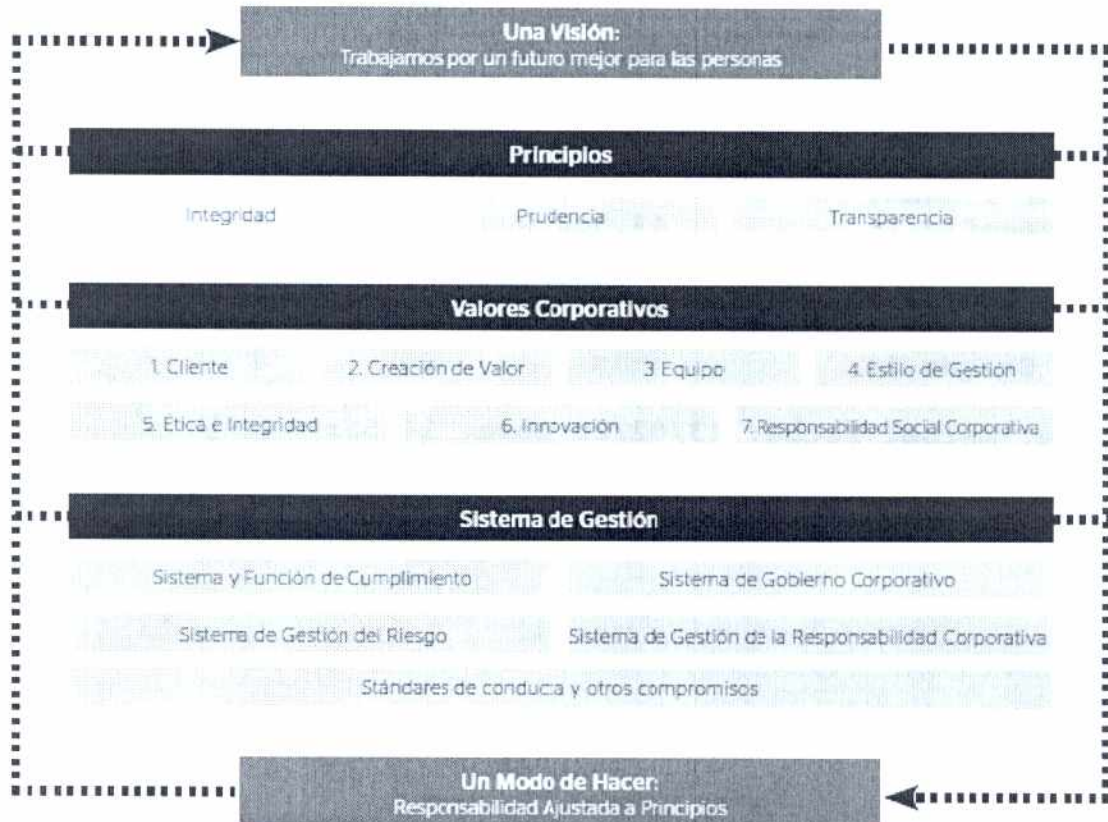 Una Visión:
Trabajamos por un futuro mejor para las personas
Principios
Integridad Prudencia Transparencia
Valores Corporativos
1. Cliente 2. Creación de Valor 3 Equipo 4. Estilo de Gestión
5. Etica e Integridad 6. Innovación 7. Responsabilidad Social Corporativa
Sistema de Gestión
Sistema y Función de Cumplimiento Sistema de Gobierno Corporativo
Sistema de Gestión del Riesgo Sistema de Gestión de la Responsabilidad Corporativa
Stándares de conducta y otros compromisos
Un Modo de Hacer:
Responsabilidad Ajustada a Principios